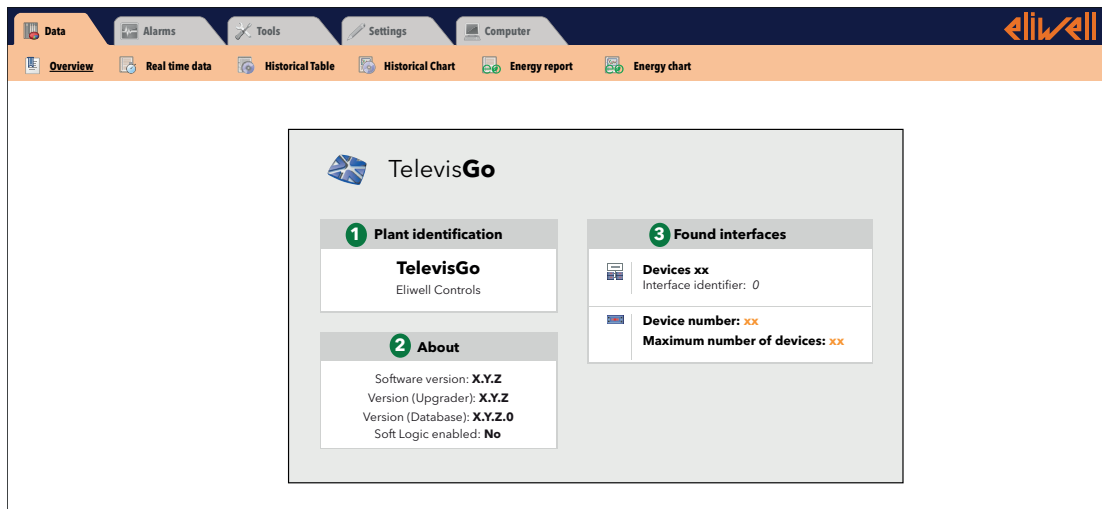 Data Alarms Tools Settings Computer eliwell
Overview Real time data Historical Table Historical Chart Energy report Energy chart
TelevisGo
1 Plant identification
TelevisGo
Eliwell Controls
2 About
Software version: X.Y.Z
Version (Upgrader): X.Y.Z
Version (Database): X.Y.Z.0
Soft Logic enabled: No
3 Found interfaces
Devices xx
Interface identifier: 0
Device number: xx
Maximum number of devices: xx